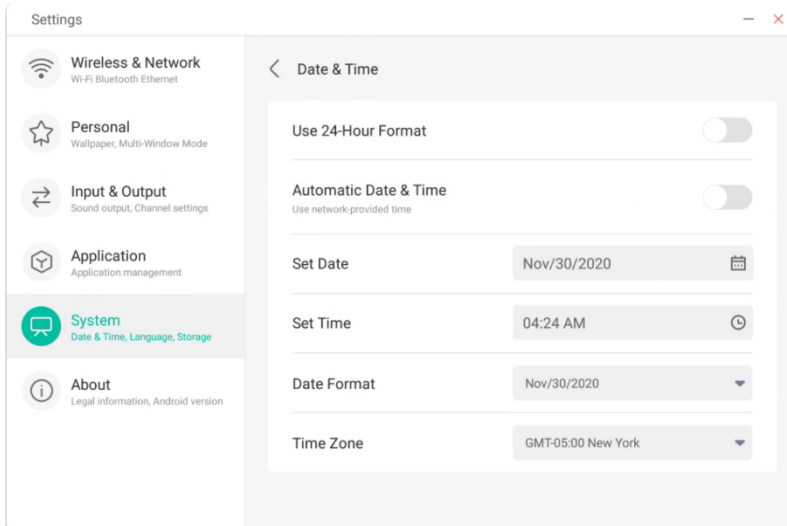 Settings
Wireless & Network
Wi-Fi Bluetooth Ethernet
Personal
Wallpaper, Multi-Window Mode
Input & Output
Sound output, Channel settings
Application
Application management
System
Date & Time, Language, Storage
About
Legal information, Android version
Date & Time
Use 24-Hour Format
Automatic Date & Time
Use network-provided time
Set Date
Nov/30/2020
Set Time
04:24 AM
Date Format
Nov/30/2020
Time Zone
GMT-05:00 New York